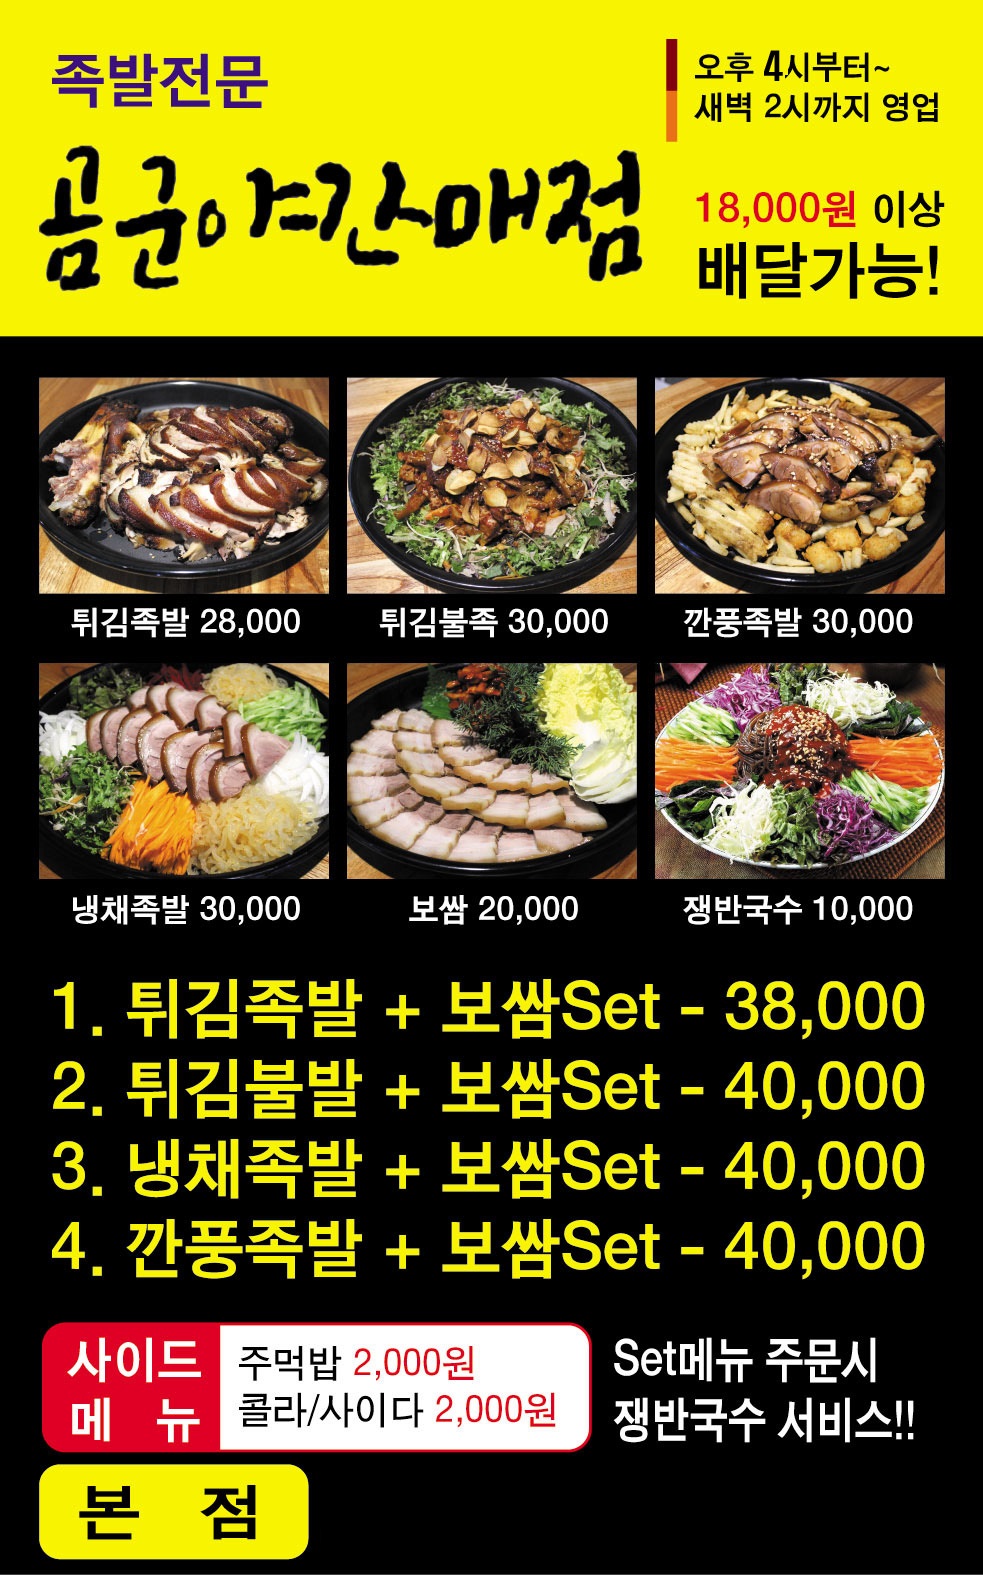 족발전문
곰군이야간매점
오후 4시부터~
새벽 2시까지 영업
18,000원 이상
배달가능!
튀김족발 28,000
튀김불족 30,000
깐풍족발 30,000
냉채족발 30,000
보쌈 20,000
쟁반국수 10,000
1. 튀김족발 + 보쌈Set - 38,000
2. 튀김불발 + 보쌈Set - 40,000
3. 냉채족발 + 보쌈Set - 40,000
4. 깐풍족발 + 보쌈Set - 40,000
사이드
메 뉴
주먹밥 2,000원
콜라/사이다 2,000원
Set메뉴 주문시
쟁반국수 서비스!!
본 점